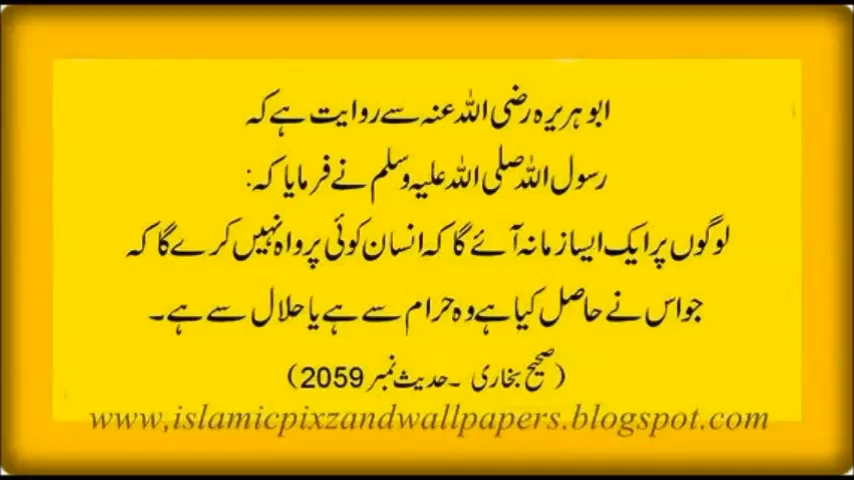 ابو ہریرہ رضی اللہ عنہ سے روایت ہے کہ
رسول اللہ صلی اللہ علیہ وسلم نے فرمایا کہ:
لوگوں پر ایک ایسا زمانہ آئے گا کہ انسان کوئی پرواہ نہیں کرے گا کہ
جو اس نے حاصل کیا ہے وہ حرام سے ہے یا حلال سے ہے۔
(صحیح بخاری ۔ حدیث نمبر 2059)
www,islamicpixzandwallpapers.blogspot.com